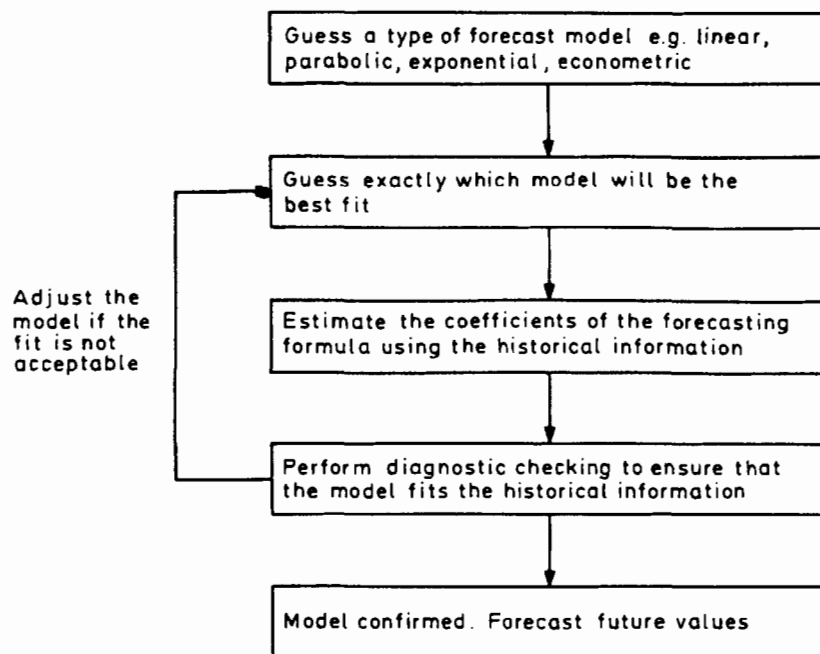 Guess a type of forecast model e.g. linear,
parabolic, exponential, econometric
Guess exactly which model will be the
best fit
Adjust the
model if the
fit is not
acceptable
Estimate the coefficients of the forecasting
formula using the historical information
Perform diagnostic checking to ensure that
the model fits the historical information
Model confirmed. Forecast future values